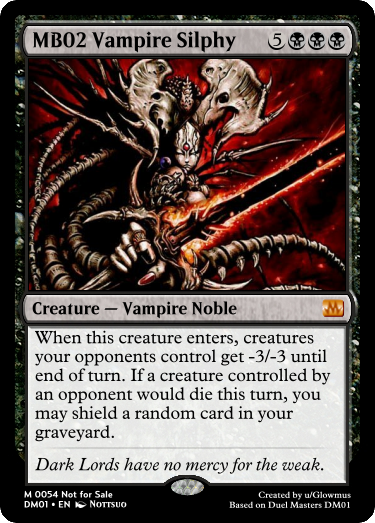 MB02 Vampire Silphy 5
Creature — Vampire Noble
When this creature enters, creatures
your opponents control get -3/-3 until
end of turn. If a creature controlled by
an opponent would die this turn, you
may shield a random card in your
graveyard.
Dark Lords have no mercy for the weak.
M 0054 Not for Sale
DM01 • EN Nottsuo
Created by u/Glowmus
Based on Duel Masters DM01